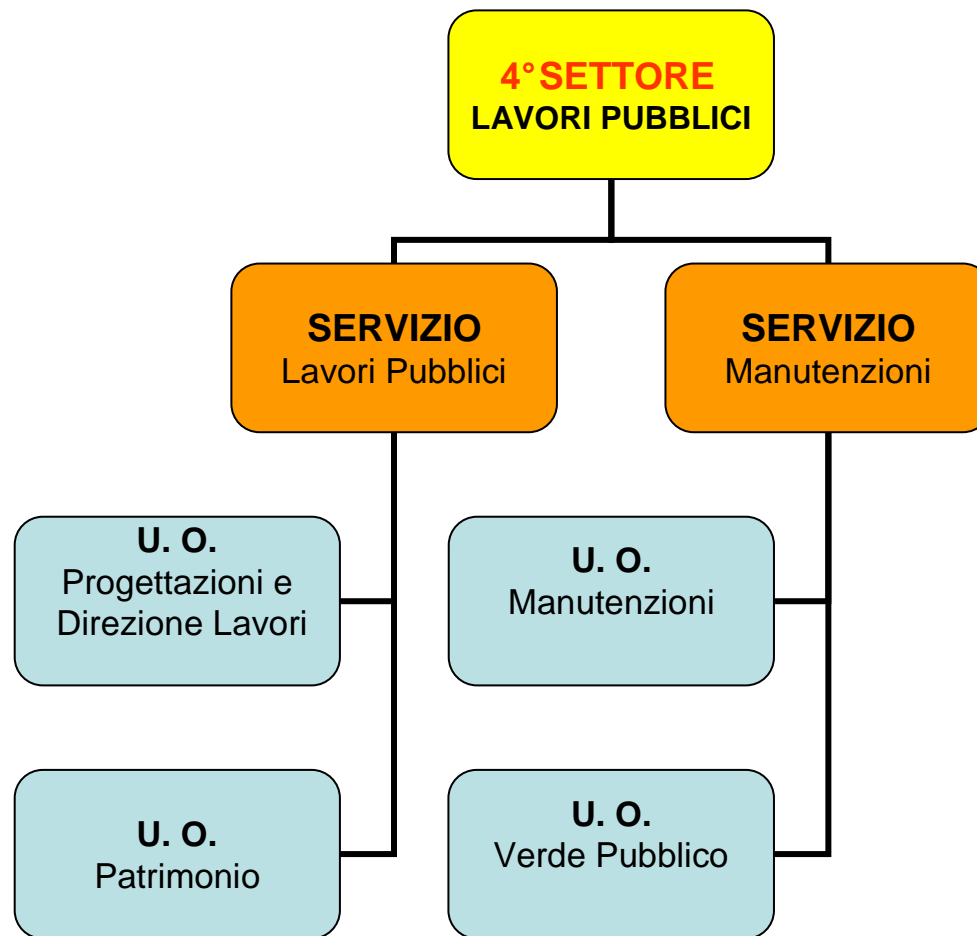 4° SETTORE
LAVORI PUBBLICI
SERVIZIO
Lavori Pubblici
SERVIZIO
Manutenzioni
U. O.
Progettazioni e
Direzione Lavori
U. O.
Manutenzioni
U. O.
Patrimonio
U. O.
Verde Pubblico